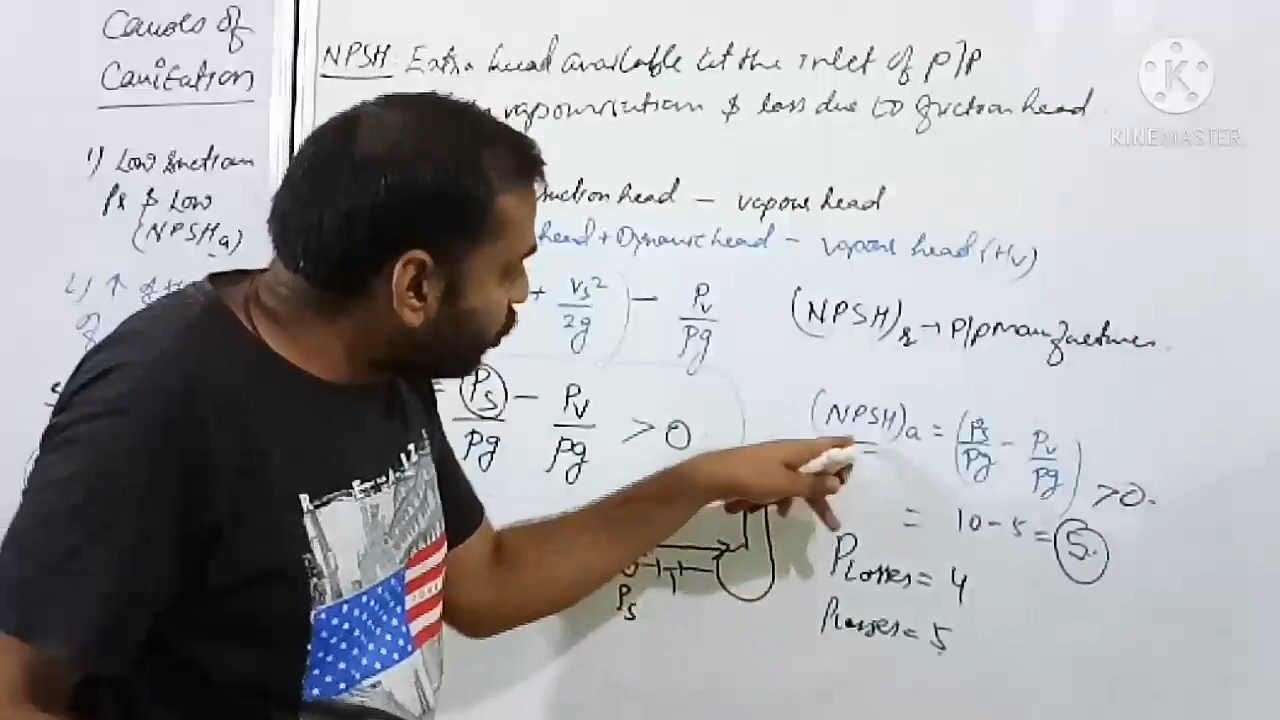 Causes of
Cavitation
1) Low suction
Pr & Low
(NPSHa)
2) ↑
NPSH: Extra head available at the inlet of P/P
vapourisation & loss due to friction head
suction head – vapour head
head + Dynamic head – vapour head (Hv)
+ Vs²/2g) – Pv/ρg
= Ps/ρg – Pv/ρg > 0
Ps
(NPSH)r → P/P manufacturer.
(NPSH)a = (Ps/ρg – Pv/ρg) > 0.
= 10 – 5 = 5.
PLosses = 4
PLosses = 5
K
KINEMASTER